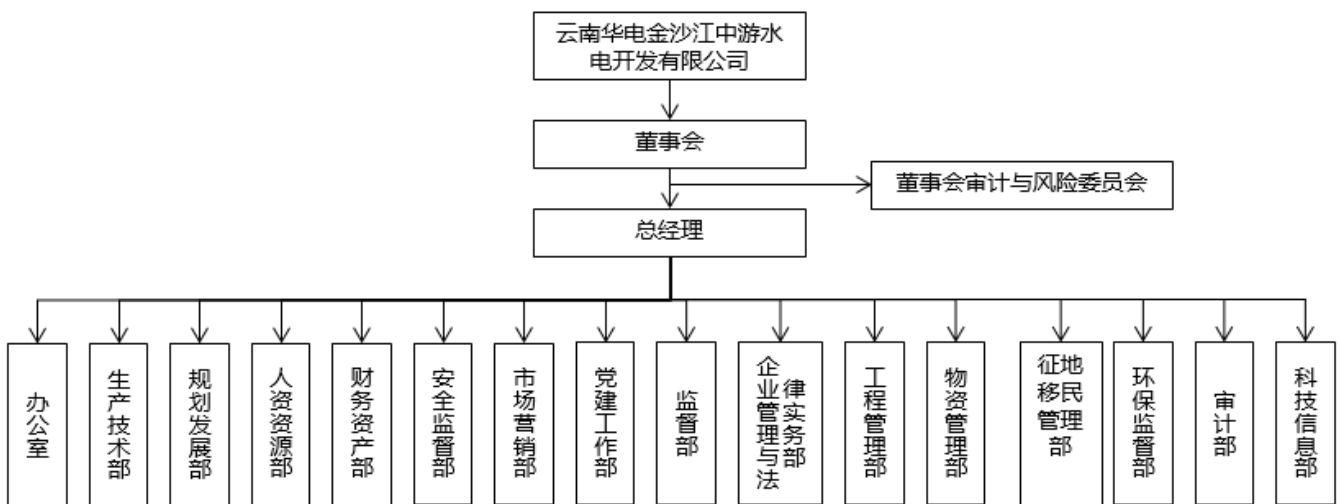 云南华电金沙江中游水
电开发有限公司
董事会
董事会审计与风险委员会
总经理
办公室
生产技术部
规划发展部
人资资源部
财务资产部
安全监督部
市场营销部
党建工作部
监督部
企业管理与法
律实务部
工程管理部
物资管理部
征地
移民
管理
部
环保监督部
审计部
科技信息部